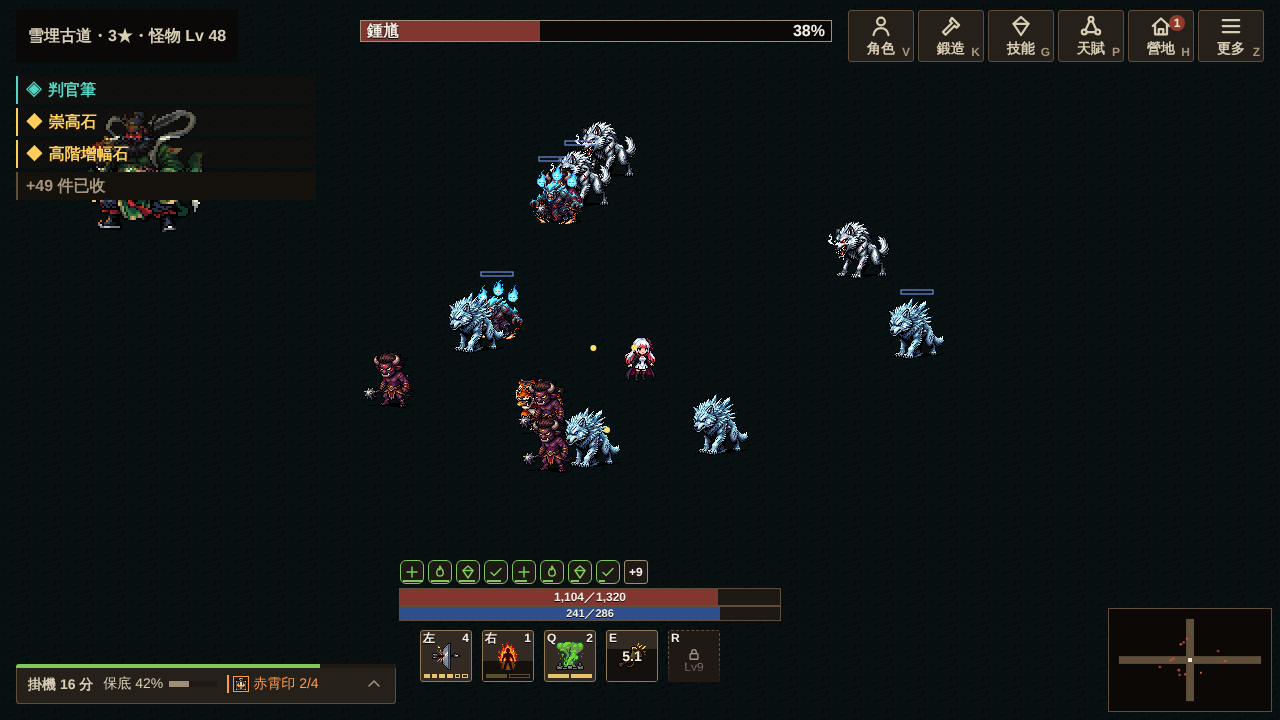 雪埋古道・3★・怪物 Lv 48
鍾馗 38%
角色 V
鍛造 K
技能 G
天賦 P
營地 H 1
更多 Z
判官筆
崇高石
高階增幅石
+49 件已收
+9
1,104／1,320
241／286
左 4
右 1
Q 2
E 5.1
R Lv9
掛機 16 分 保底 42% 赤霄印 2/4